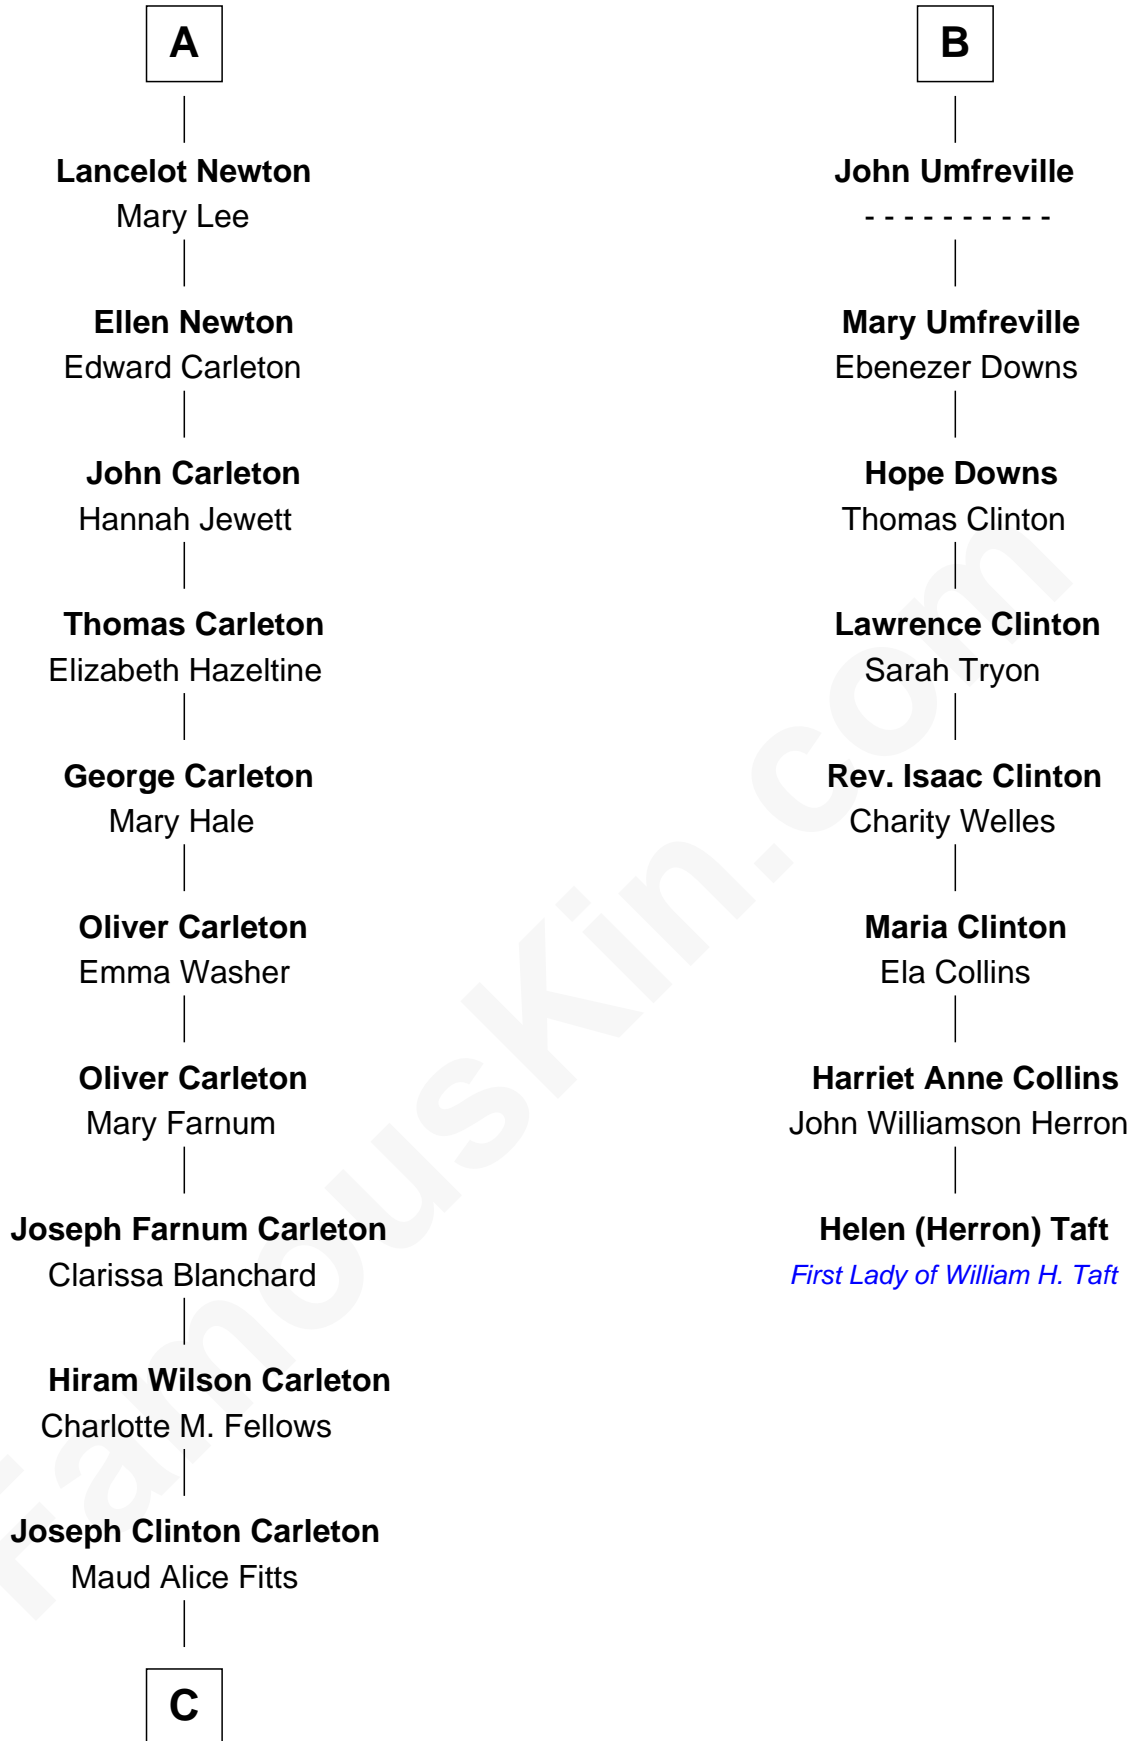 A
Lancelot Newton
Mary Lee
Ellen Newton
Edward Carleton
John Carleton
Hannah Jewett
Thomas Carleton
Elizabeth Hazeltine
George Carleton
Mary Hale
Oliver Carleton
Emma Washer
Oliver Carleton
Mary Farnum
Joseph Farnum Carleton
Clarissa Blanchard
Hiram Wilson Carleton
Charlotte M. Fellows
Joseph Clinton Carleton
Maud Alice Fitts
C
B
John Umfreville
- - - - - - - - - -
Mary Umfreville
Ebenezer Downs
Hope Downs
Thomas Clinton
Lawrence Clinton
Sarah Tryon
Rev. Isaac Clinton
Charity Welles
Maria Clinton
Ela Collins
Harriet Anne Collins
John Williamson Herron
Helen (Herron) Taft
First Lady of William H. Taft
FamousKin.com